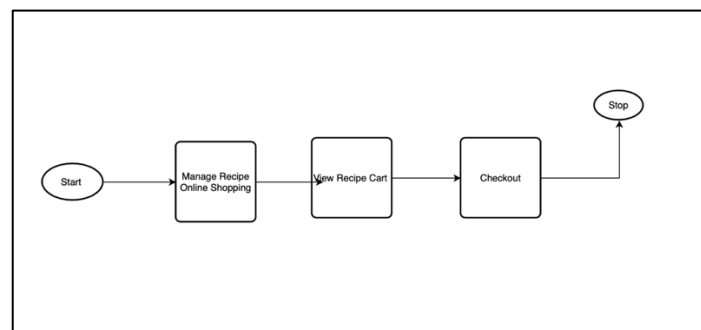 Start
Manage Recipe
Online Shopping
View Recipe Cart
Checkout
Stop